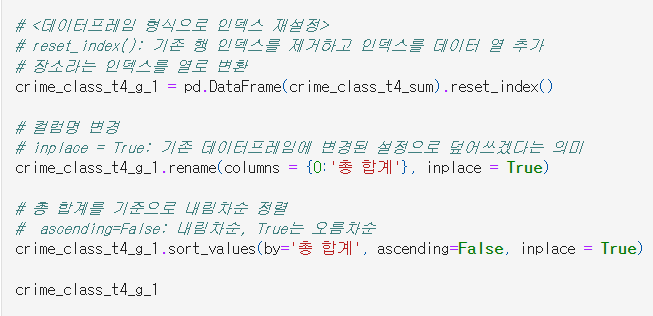 # <데이터프레임 형식으로 인덱스 재설정>
# reset_index(): 기존 행 인덱스를 제거하고 인덱스를 데이터 열 추가
# 장소라는 인덱스를 열로 변환
crime_class_t4_g_1 = pd.DataFrame(crime_class_t4_sum).reset_index()
# 컬럼명 변경
# inplace = True: 기존 데이터프레임에 변경된 설정으로 덮어쓰겠다는 의미
crime_class_t4_g_1.rename(columns = {0:'총 합계'}, inplace = True)
# 총 합계를 기준으로 내림차순 정렬
# ascending=False: 내림차순, True는 오름차순
crime_class_t4_g_1.sort_values(by='총 합계', ascending=False, inplace = True)
crime_class_t4_g_1